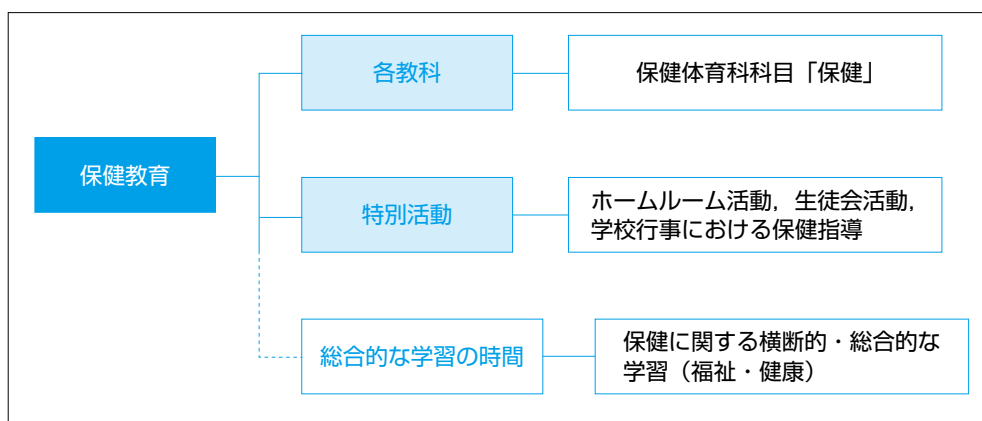 保健教育
各教科
保健体育科科目「保健」
特別活動
ホームルーム活動,生徒会活動,
学校行事における保健指導
総合的な学習の時間
保健に関する横断的・総合的な
学習（福祉・健康）